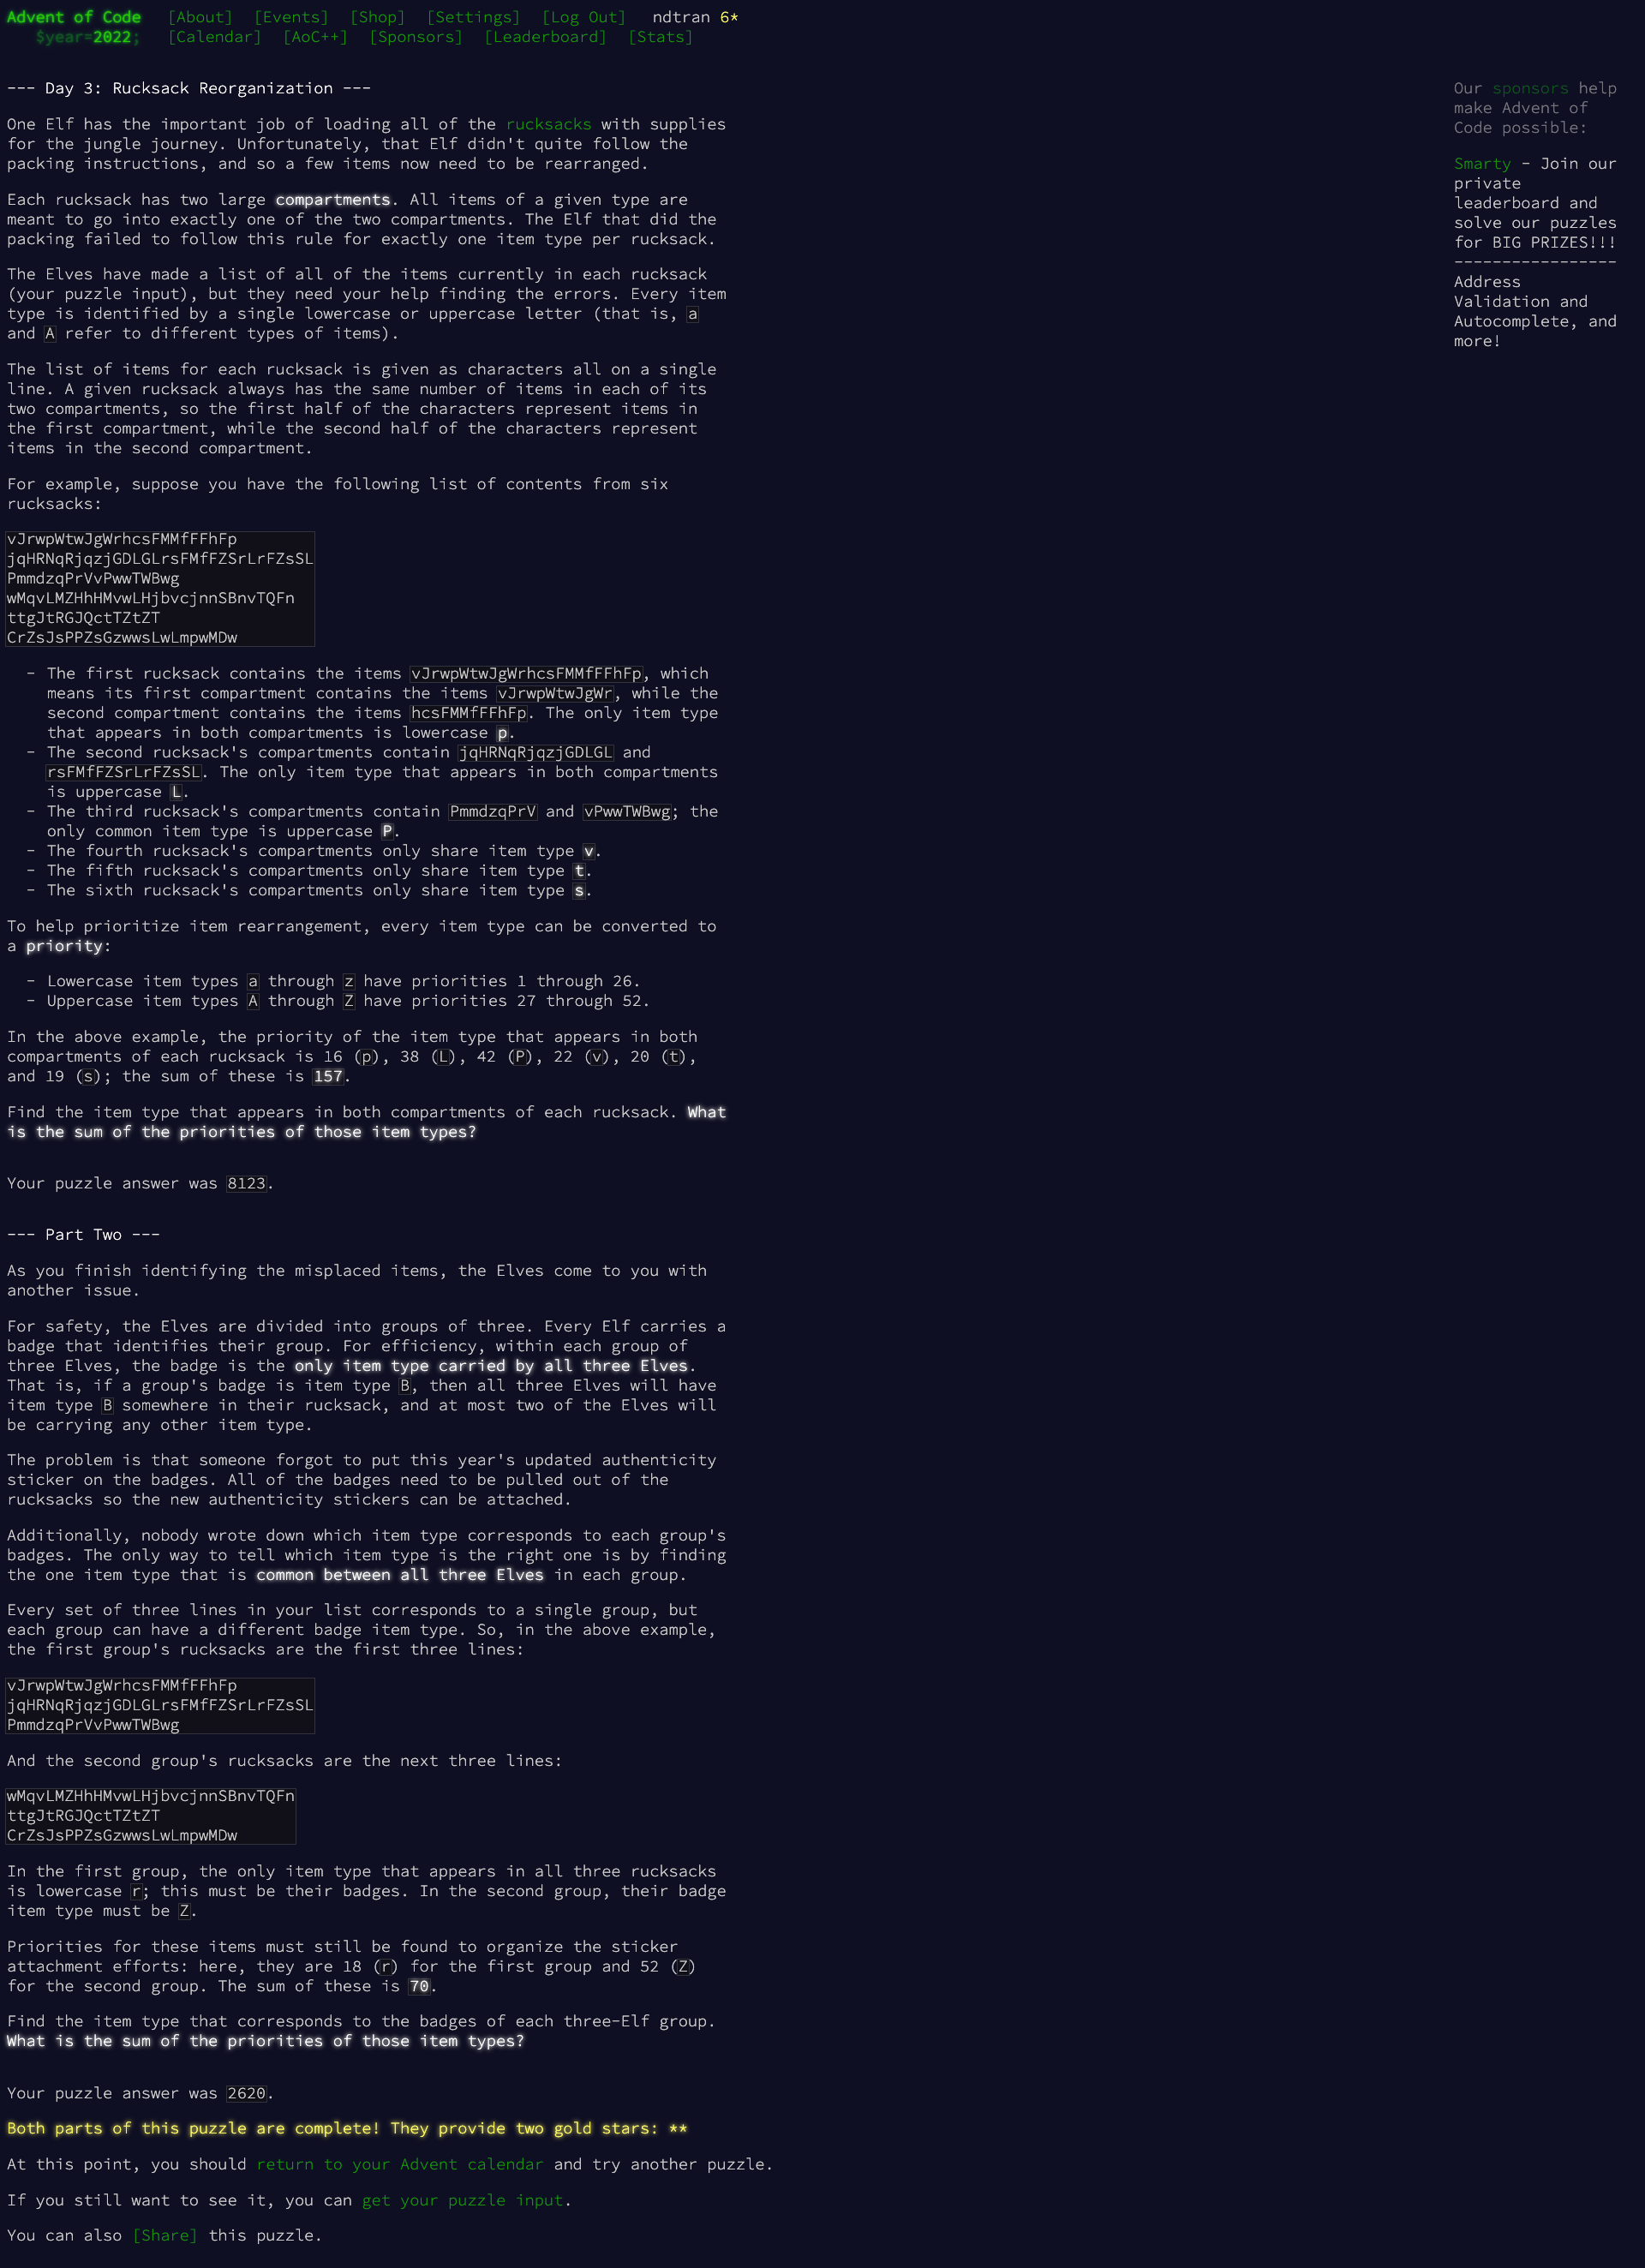 Advent of Code [About] [Events] [Shop] [Settings] [Log Out] ndtran 6*
$year=2022; [Calendar] [AoC++] [Sponsors] [Leaderboard] [Stats]
--- Day 3: Rucksack Reorganization ---
One Elf has the important job of loading all of the rucksacks with supplies
for the jungle journey. Unfortunately, that Elf didn't quite follow the
packing instructions, and so a few items now need to be rearranged.
Each rucksack has two large compartments. All items of a given type are
meant to go into exactly one of the two compartments. The Elf that did the
packing failed to follow this rule for exactly one item type per rucksack.
The Elves have made a list of all of the items currently in each rucksack
(your puzzle input), but they need your help finding the errors. Every item
type is identified by a single lowercase or uppercase letter (that is, a
and A refer to different types of items).
The list of items for each rucksack is given as characters all on a single
line. A given rucksack always has the same number of items in each of its
two compartments, so the first half of the characters represent items in
the first compartment, while the second half of the characters represent
items in the second compartment.
For example, suppose you have the following list of contents from six
rucksacks:
vJrwpWtwJgWrhcsFMMfFFhFp
jqHRNqRjqzjGDLGLrsFMfFZSrLrFZsSL
PmmdzqPrVvPwwTWBwg
wMqvLMZHhHMvwLHjbvcjnnSBnvTQFn
ttgJtRGJQctTZtZT
CrZsJsPPZsGzwwsLwLmpwMDw
- The first rucksack contains the items vJrwpWtwJgWrhcsFMMfFFhFp, which
means its first compartment contains the items vJrwpWtwJgWr, while the
second compartment contains the items hcsFMMfFFhFp. The only item type
that appears in both compartments is lowercase p.
- The second rucksack's compartments contain jqHRNqRjqzjGDLGL and
rsFMfFZSrLrFZsSL. The only item type that appears in both compartments
is uppercase L.
- The third rucksack's compartments contain PmmdzqPrV and vPwwTWBwg; the
only common item type is uppercase P.
- The fourth rucksack's compartments only share item type v.
- The fifth rucksack's compartments only share item type t.
- The sixth rucksack's compartments only share item type s.
To help prioritize item rearrangement, every item type can be converted to
a priority:
- Lowercase item types a through z have priorities 1 through 26.
- Uppercase item types A through Z have priorities 27 through 52.
In the above example, the priority of the item type that appears in both
compartments of each rucksack is 16 (p), 38 (L), 42 (P), 22 (v), 20 (t),
and 19 (s); the sum of these is 157.
Find the item type that appears in both compartments of each rucksack. What
is the sum of the priorities of those item types?
Your puzzle answer was 8123.
--- Part Two ---
As you finish identifying the misplaced items, the Elves come to you with
another issue.
For safety, the Elves are divided into groups of three. Every Elf carries a
badge that identifies their group. For efficiency, within each group of
three Elves, the badge is the only item type carried by all three Elves.
That is, if a group's badge is item type B, then all three Elves will have
item type B somewhere in their rucksack, and at most two of the Elves will
be carrying any other item type.
The problem is that someone forgot to put this year's updated authenticity
sticker on the badges. All of the badges need to be pulled out of the
rucksacks so the new authenticity stickers can be attached.
Additionally, nobody wrote down which item type corresponds to each group's
badges. The only way to tell which item type is the right one is by finding
the one item type that is common between all three Elves in each group.
Every set of three lines in your list corresponds to a single group, but
each group can have a different badge item type. So, in the above example,
the first group's rucksacks are the first three lines:
vJrwpWtwJgWrhcsFMMfFFhFp
jqHRNqRjqzjGDLGLrsFMfFZSrLrFZsSL
PmmdzqPrVvPwwTWBwg
And the second group's rucksacks are the next three lines:
wMqvLMZHhHMvwLHjbvcjnnSBnvTQFn
ttgJtRGJQctTZtZT
CrZsJsPPZsGzwwsLwLmpwMDw
In the first group, the only item type that appears in all three rucksacks
is lowercase r; this must be their badges. In the second group, their badge
item type must be Z.
Priorities for these items must still be found to organize the sticker
attachment efforts: here, they are 18 (r) for the first group and 52 (Z)
for the second group. The sum of these is 70.
Find the item type that corresponds to the badges of each three-Elf group.
What is the sum of the priorities of those item types?
Your puzzle answer was 2620.
Both parts of this puzzle are complete! They provide two gold stars: **
At this point, you should return to your Advent calendar and try another puzzle.
If you still want to see it, you can get your puzzle input.
You can also [Share] this puzzle.
Our sponsors help
make Advent of
Code possible:
Smarty - Join our
private
leaderboard and
solve our puzzles
for BIG PRIZES!!!
-----------------
Address
Validation and
Autocomplete, and
more!